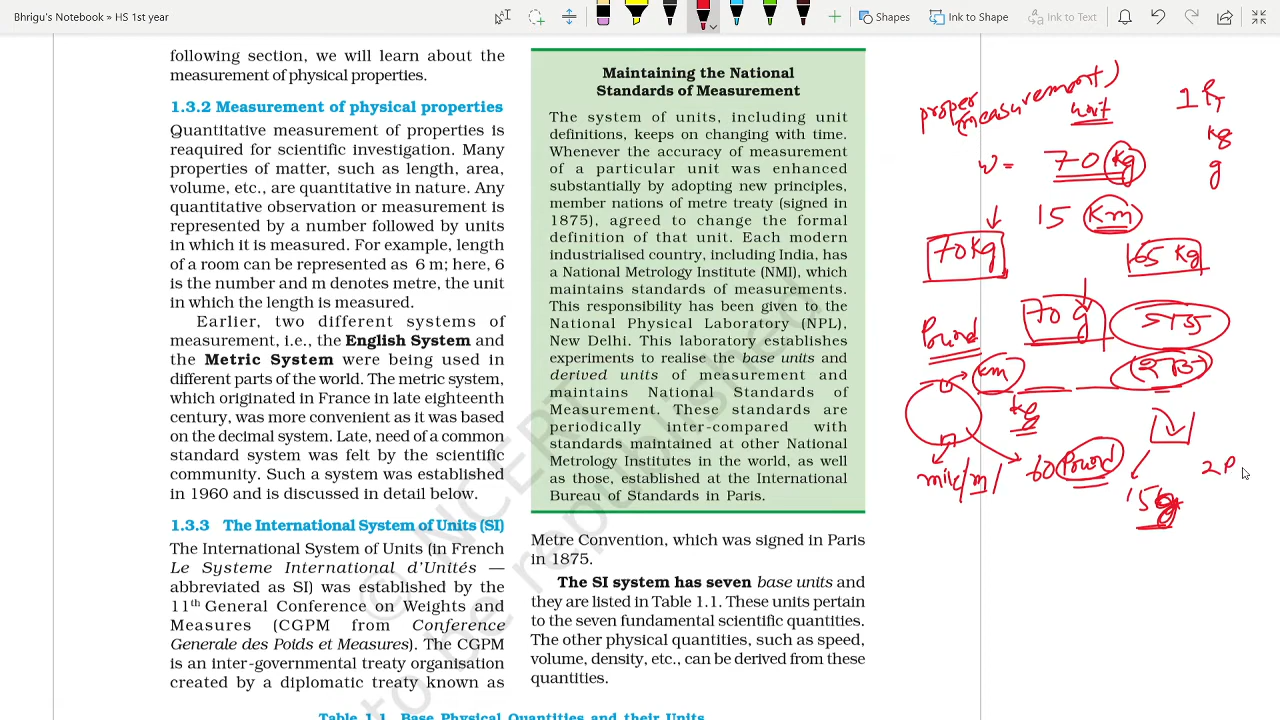 Bhrigu's Notebook » HS 1st year
Shapes
Ink to Shape
Ink to Text
following section, we will learn about the
measurement of physical properties.
1.3.2 Measurement of physical properties
Quantitative measurement of properties is
reaquired for scientific investigation. Many
properties of matter, such as length, area,
volume, etc., are quantitative in nature. Any
quantitative observation or measurement is
represented by a number followed by units
in which it is measured. For example, length
of a room can be represented as 6 m; here, 6
is the number and m denotes metre, the unit
in which the length is measured.
Earlier, two different systems of
measurement, i.e., the English System and
the Metric System were being used in
different parts of the world. The metric system,
which originated in France in late eighteenth
century, was more convenient as it was based
on the decimal system. Late, need of a common
standard system was felt by the scientific
community. Such a system was established
in 1960 and is discussed in detail below.
1.3.3 The International System of Units (SI)
The International System of Units (in French
Le Systeme International d'Unités —
abbreviated as SI) was established by the
11th General Conference on Weights and
Measures (CGPM from Conference
Generale des Poids et Measures). The CGPM
is an inter-governmental treaty organisation
created by a diplomatic treaty known as
Maintaining the National
Standards of Measurement
The system of units, including unit
definitions, keeps on changing with time.
Whenever the accuracy of measurement
of a particular unit was enhanced
substantially by adopting new principles,
member nations of metre treaty (signed in
1875), agreed to change the formal
definition of that unit. Each modern
industrialised country, including India, has
a National Metrology Institute (NMI), which
maintains standards of measurements.
This responsibility has been given to the
National Physical Laboratory (NPL),
New Delhi. This laboratory establishes
experiments to realise the base units and
derived units of measurement and
maintains National Standards of
Measurement. These standards are
periodically inter-compared with
standards maintained at other National
Metrology Institutes in the world, as well
as those, established at the International
Bureau of Standards in Paris.
Metre Convention, which was signed in Paris
in 1875.
The SI system has seven base units and
they are listed in Table 1.1. These units pertain
to the seven fundamental scientific quantities.
The other physical quantities, such as speed,
volume, density, etc., can be derived from these
quantities.
Table 1.1 Base Physical Quantities and their Units
© NCERT
to be republished
proper
(measurement)
unit
1
kg
g
w = 70 kg
15 km
70 kg
65 kg
70 g
Pound
km
kg
mile/m/
60 Pound
15 g
2 P